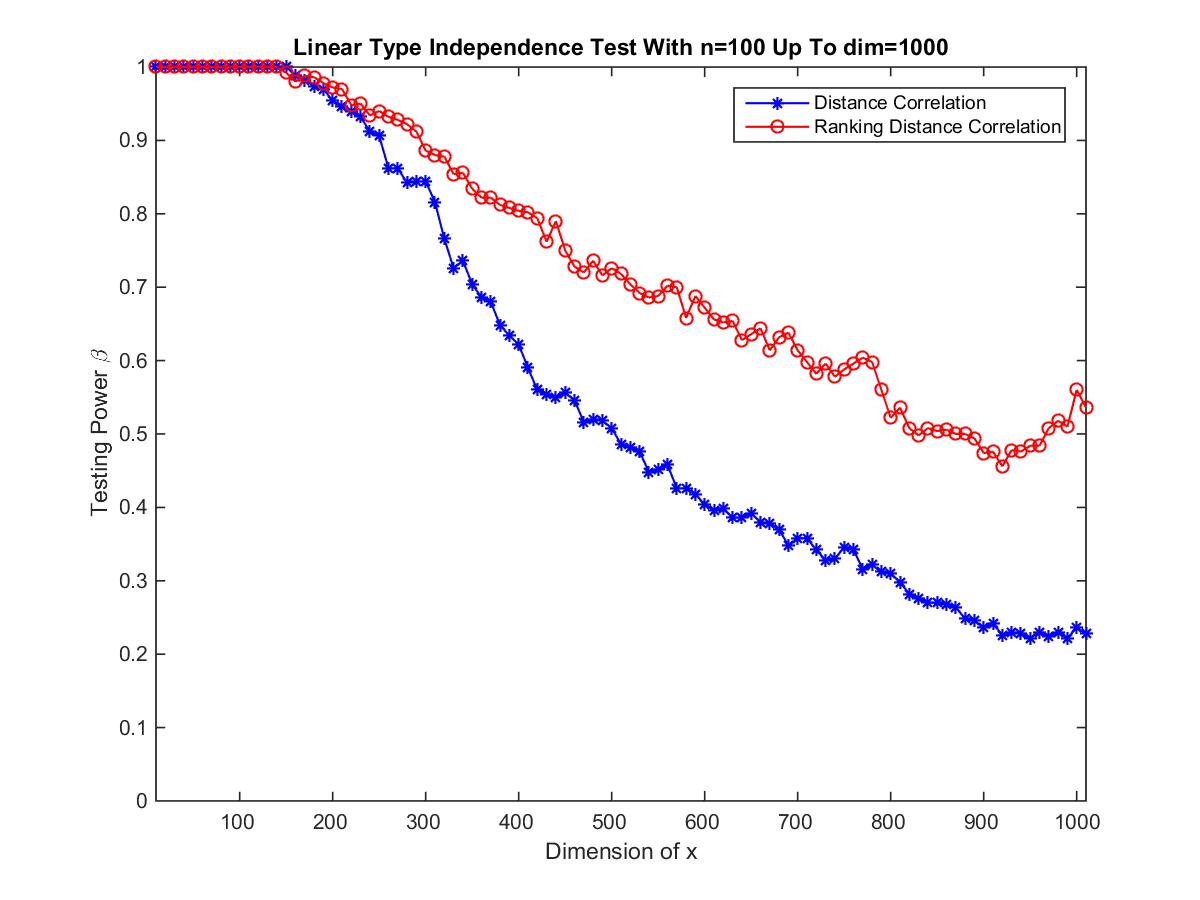 Linear Type Independence Test With n=100 Up To dim=1000
Distance Correlation
Ranking Distance Correlation
1
0.9
0.8
0.7
0.6
0.5
0.4
0.3
0.2
0.1
0
Testing Power β
100 200 300 400 500 600 700 800 900 1000
Dimension of x